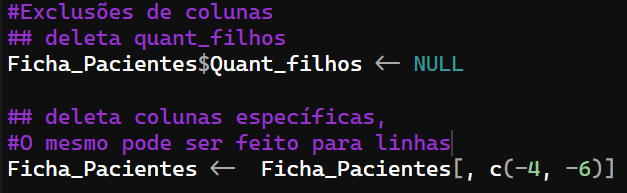 #Exclusões de colunas
## deleta quant_filhos
Ficha_Pacientes$Quant_filhos <- NULL
## deleta colunas específicas,
#O mesmo pode ser feito para linhas
Ficha_Pacientes <-  Ficha_Pacientes[, c(-4, -6)]